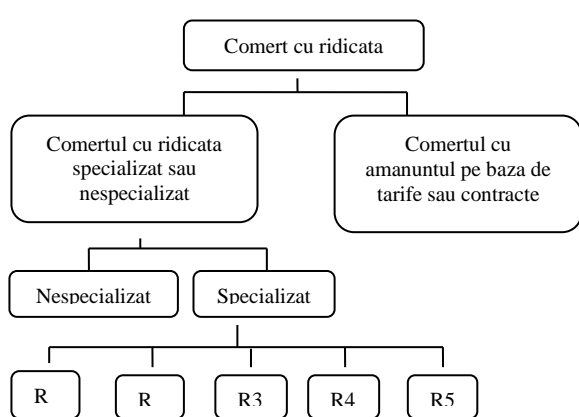 Comert cu ridicata
Comertul cu ridicata
specializat sau
nespecializat
Comertul cu
amanuntul pe baza de
tarife sau contracte
Nespecializat
Specializat
R
R
R3
R4
R5